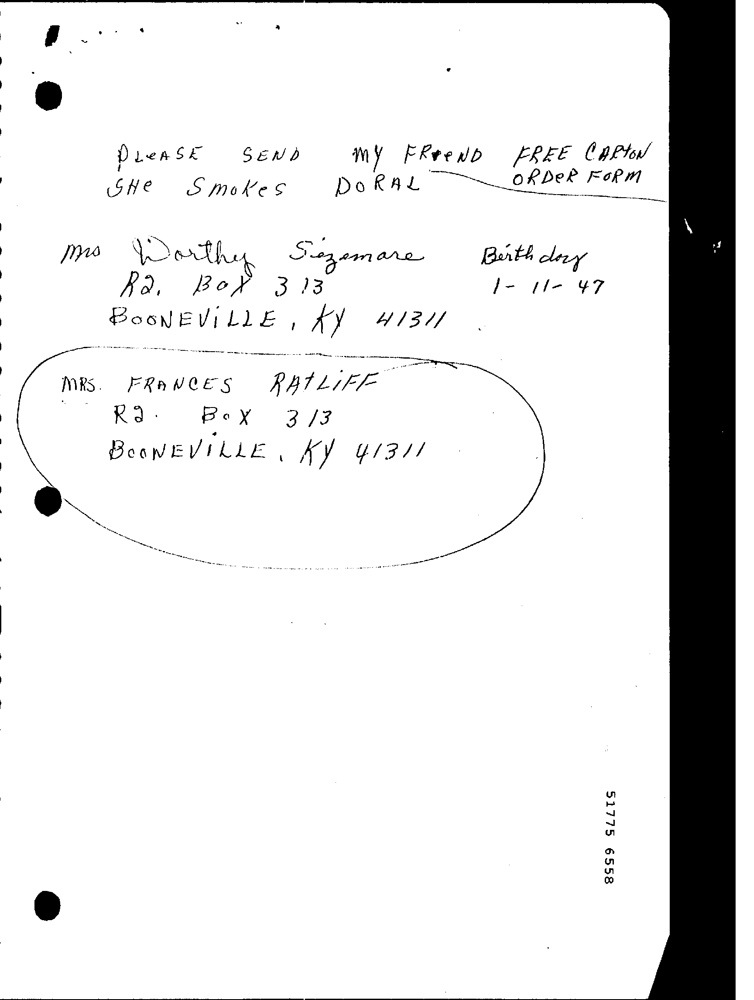 PLeASE SEND MY FRIEND FREE CARTON
SHe SmoKes DORAL ORDeR FoRM
Mrs Worthy Sizemore Birthday
R2. Box 313 1-11-47
BOONEViLLE, KY 41311
MRS. FRANCES RATLiFF
R2. Box 313
BOONEViLLE, KY 41311
51775 6558